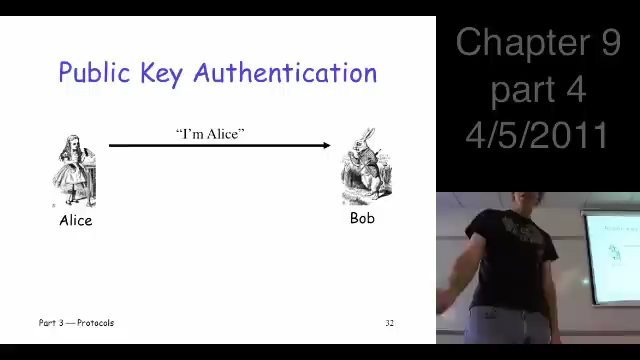 Public Key Authentication
“I’m Alice”
Alice
Bob
Part 3 — Protocols
32
Chapter 9
part 4
4/5/2011